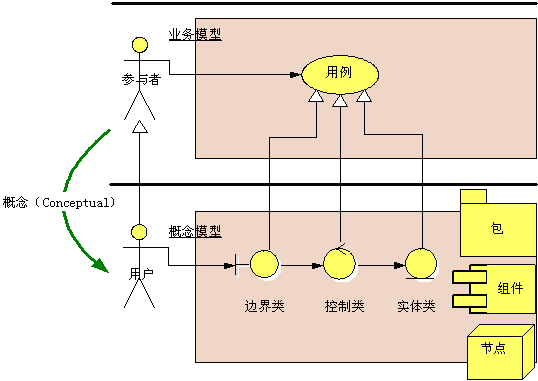 业务模型
参与者
用例
概念（Conceptual）
概念模型
用户
包
组件
边界类
控制类
实体类
节点